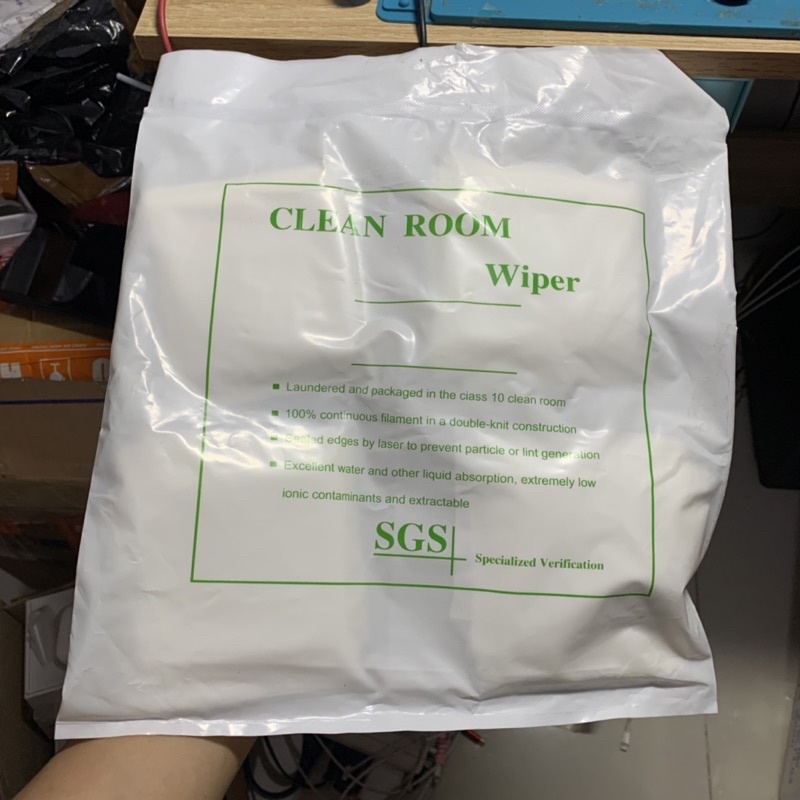 CLEAN ROOM
Wiper
■ Laundered and packaged in the class 10 clean room
■ 100% continuous filament in a double-knit construction
■ Sealed edges by laser to prevent particle or lint generation
■ Excellent water and other liquid absorption, extremely low
ionic contaminants and extractable
SGS
Specialized Verification